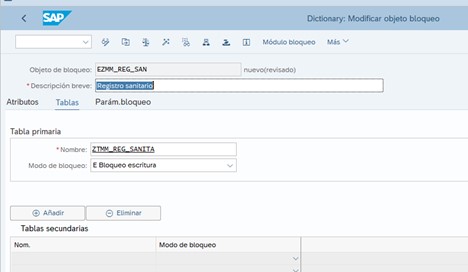 SAP
Dictionary: Modificar objeto bloqueo
Módulo bloqueo Más
Objeto de bloqueo: EZMM_REG_SAN nuevo(revisado)
* Descripción breve: Registro sanitario
Atributos Tablas Parám.bloqueo
Tabla primaria
* Nombre: ZTMM_REG_SANITA
Modo de bloqueo: E Bloqueo escritura
Añadir Eliminar
Tablas secundarias
Nom. Modo de bloqueo